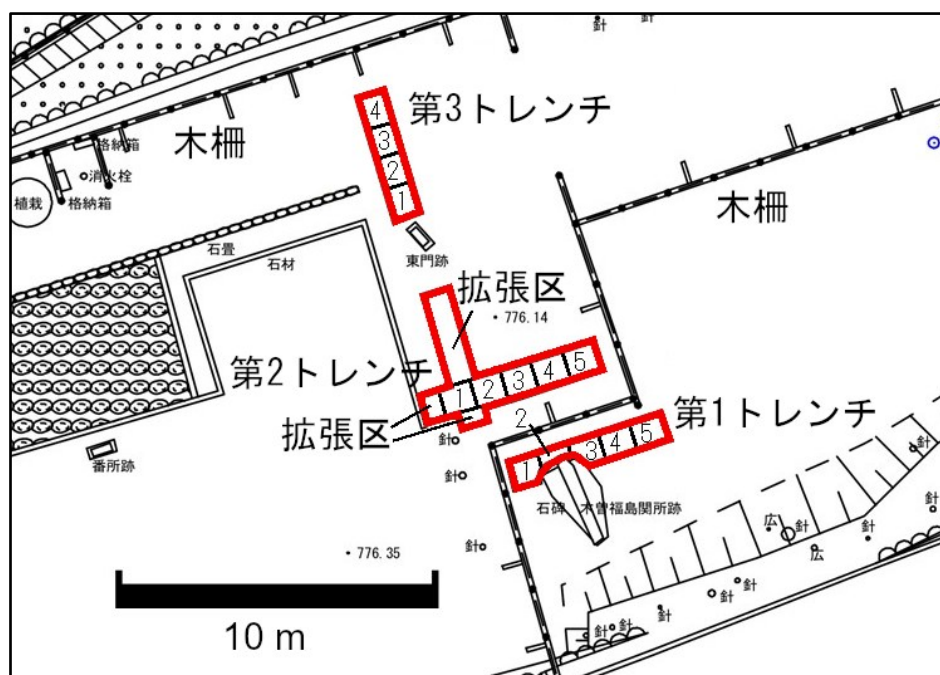 針
針
4
第3トレンチ
3
木柵
格納箱
消火栓
2
植栽
格納箱
1
木柵
石畳
東門跡
石材
拡張区
776.14
第2トレンチ
1
2
3
4
5
拡張区
2
第1トレンチ
針
1
3
4
5
針
番所跡
石碑
木曽福島関所跡
776.35
針
広
針
針
針
広
針
針
針
針
針
針
10 m